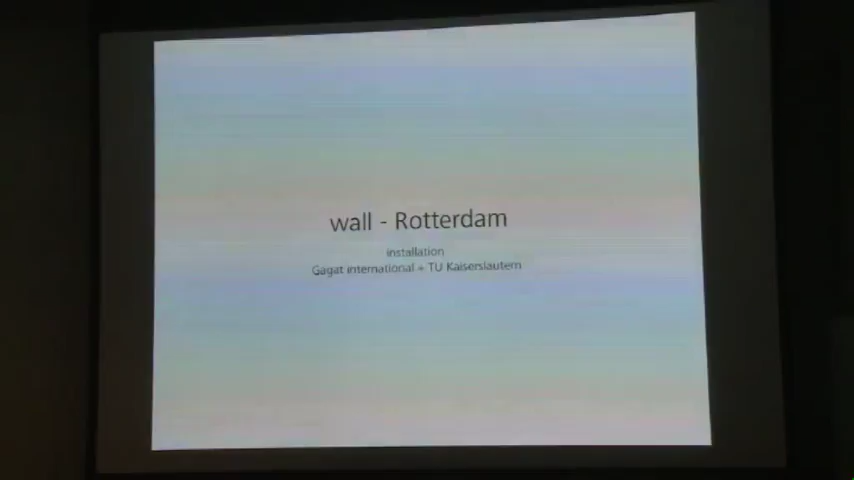 wall - Rotterdam
installation
Gagat international + TU Kaiserslautern